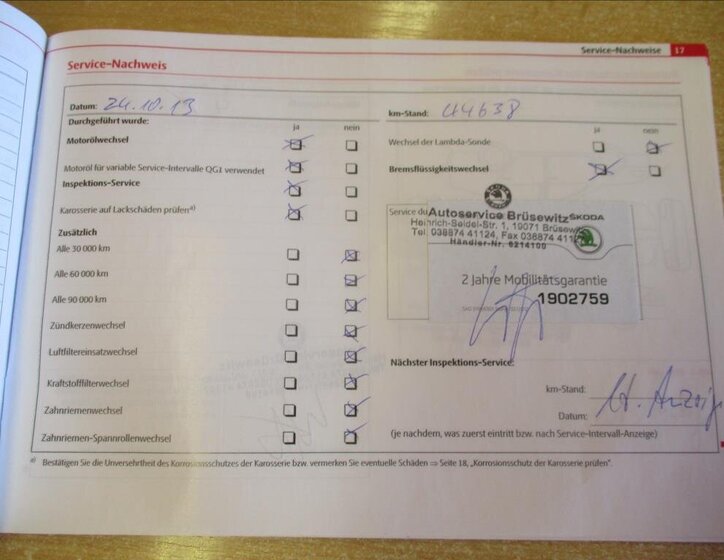 Service-Nachweise 17
Service-Nachweis
Datum: 24.10.13
km-Stand: 44638
Durchgeführt wurde:
ja nein
ja nein
Motorölwechsel
Wechsel der Lambda-Sonde
Motoröl für variable Service-Intervalle QG1 verwendet
Bremsflüssigkeitswechsel
Inspektions-Service
Karosserie auf Lackschäden prüfen a)
Service du
Autoservice Brüsewitz SKODA
Heinrich-Seidel-Str. 1, 19071 Brüsewitz
Tel. 038874 41124, Fax 038874 411
Händler-Nr. 6214100
Zusätzlich
Alle 30 000 km
Alle 60 000 km
2 Jahre Mobilitätsgarantie
Alle 90 000 km
1902759
Zündkerzenwechsel
Luftfiltereinsatzwechsel
Nächster Inspektions-Service:
Kraftstofffilterwechsel
km-Stand:
lt. Anzeig
Zahnriemenwechsel
Datum:
Zahnriemen-Spannrollenwechsel
(je nachdem, was zuerst eintritt bzw. nach Service-Intervall-Anzeige)
a) Bestätigen Sie die Unversehrtheit des Korrosionsschutzes der Karosserie bzw. vermerken Sie eventuelle Schäden ⇒ Seite 18, „Korrosionsschutz der Karosserie prüfen".